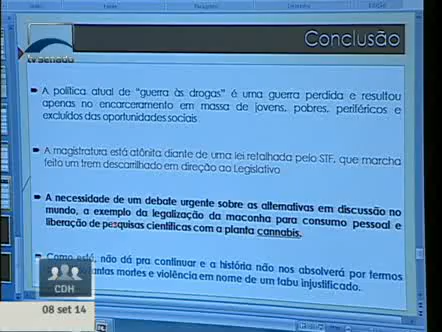 Conclusão
tv senado
A política atual de "guerra às drogas" é uma guerra perdida e resultou
apenas no encarceramento em massa de jovens, pobres, periféricos e
excluídos das oportunidades sociais
A magistratura está atônita diante de uma lei retalhada pelo STF, que marcha
feito um trem descarrilhado em direção ao Legislativo
A necessidade de um debate urgente sobre as alternativas em discussão no
mundo, a exemplo da legalização da maconha para consumo pessoal e
liberação de pesquisas científicas com a planta cannabis.
Como está, não dá pra continuar e a história não nos absolverá por termos
tantas mortes e violência em nome de um tabu injustificado.
CDH
08 set 14